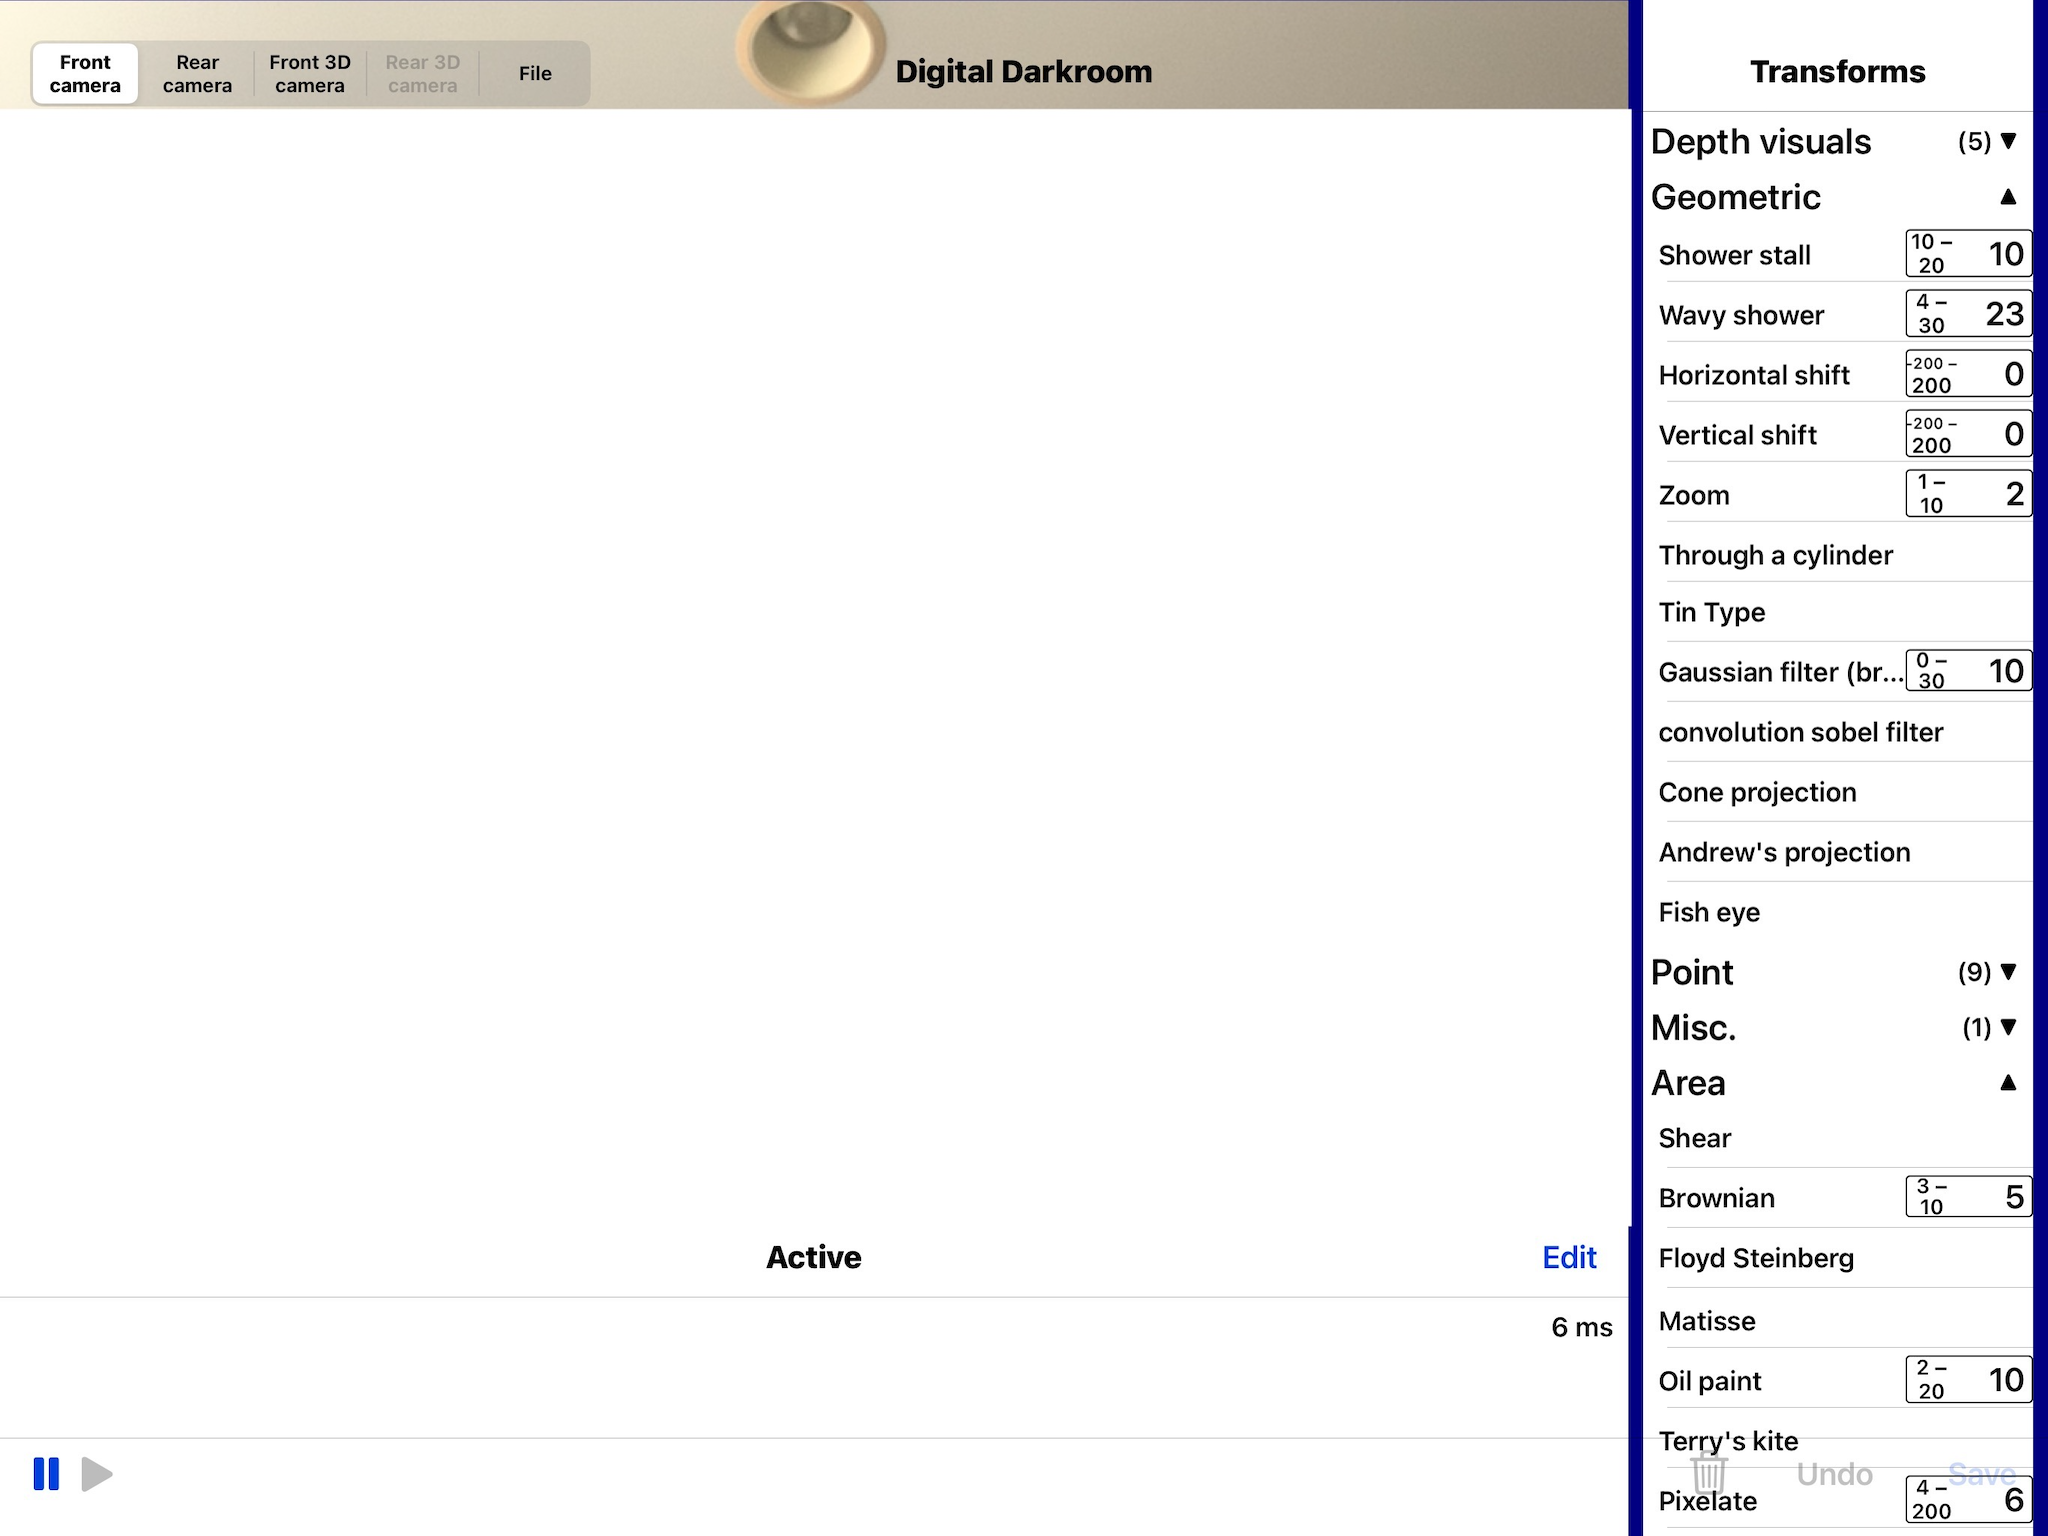 Front camera
Rear camera
Front 3D camera
Rear 3D camera
File
Digital Darkroom
Transforms
Depth visuals (5) ▼
Geometric ▲
Shower stall 10 – 20 10
Wavy shower 4 – 30 23
Horizontal shift -200 – 200 0
Vertical shift -200 – 200 0
Zoom 1 – 10 2
Through a cylinder
Tin Type
Gaussian filter (br... 0 – 30 10
convolution sobel filter
Cone projection
Andrew's projection
Fish eye
Point (9) ▼
Misc. (1) ▼
Area ▲
Shear
Brownian 3 – 10 5
Floyd Steinberg
Matisse
Oil paint 2 – 20 10
Terry's kite
Pixelate 4 – 200 6
Active
Edit
6 ms
Undo
Save